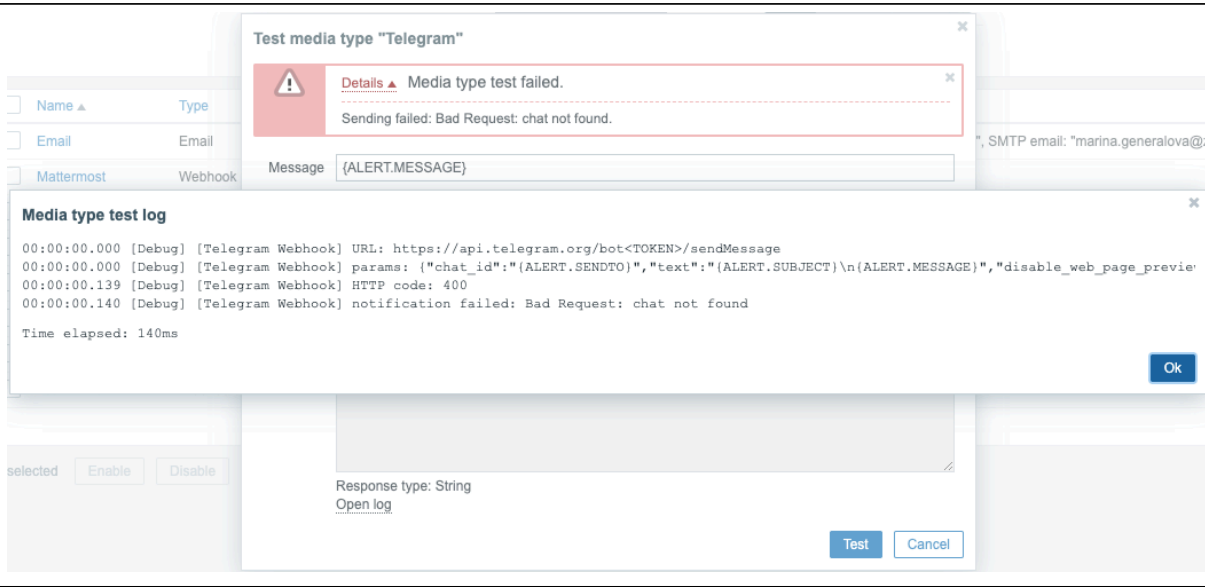 Test media type "Telegram"
Details Media type test failed.
Sending failed: Bad Request: chat not found.
Name Type
Email Email ", SMTP email: "marina.generalova@
Mattermost Webhook
Message {ALERT.MESSAGE}
Media type test log
00:00:00.000 [Debug] [Telegram Webhook] URL: https://api.telegram.org/bot<TOKEN>/sendMessage
00:00:00.000 [Debug] [Telegram Webhook] params: {"chat_id":"{ALERT.SENDTO}","text":"{ALERT.SUBJECT}\n{ALERT.MESSAGE}","disable_web_page_preview
00:00:00.139 [Debug] [Telegram Webhook] HTTP code: 400
00:00:00.140 [Debug] [Telegram Webhook] notification failed: Bad Request: chat not found
Time elapsed: 140ms
Ok
selected Enable Disable
Response type: String
Open log
Test Cancel